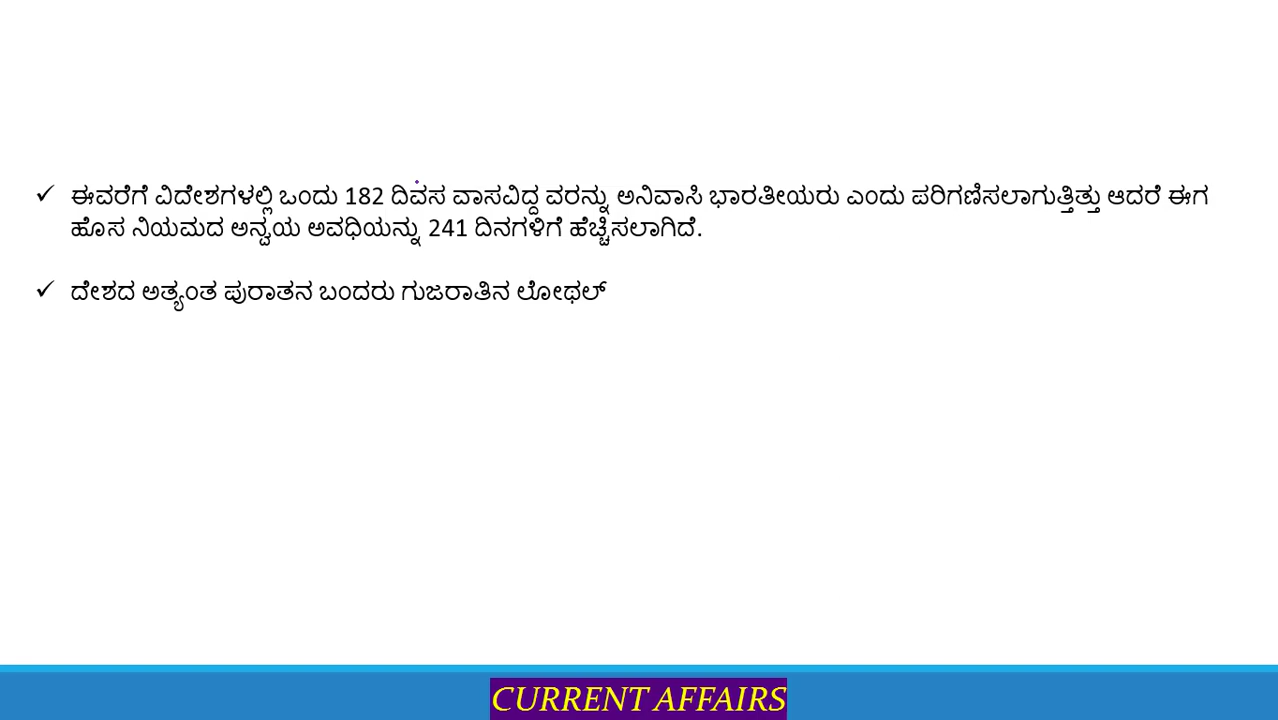 ✓ ಈವರೆಗೆ ವಿದೇಶಗಳಲ್ಲಿ ಒಂದು 182 ದಿವಸ ವಾಸವಿದ್ದ ವರನ್ನು ಅನಿವಾಸಿ ಭಾರತೀಯರು ಎಂದು ಪರಿಗಣಿಸಲಾಗುತ್ತಿತ್ತು ಆದರೆ ಈಗ
ಹೊಸ ನಿಯಮದ ಅನ್ವಯ ಅವಧಿಯನ್ನು 241 ದಿನಗಳಿಗೆ ಹೆಚ್ಚಿಸಲಾಗಿದೆ.
✓ ದೇಶದ ಅತ್ಯಂತ ಪುರಾತನ ಬಂದರು ಗುಜರಾತಿನ ಲೋಥಲ್
CURRENT AFFAIRS